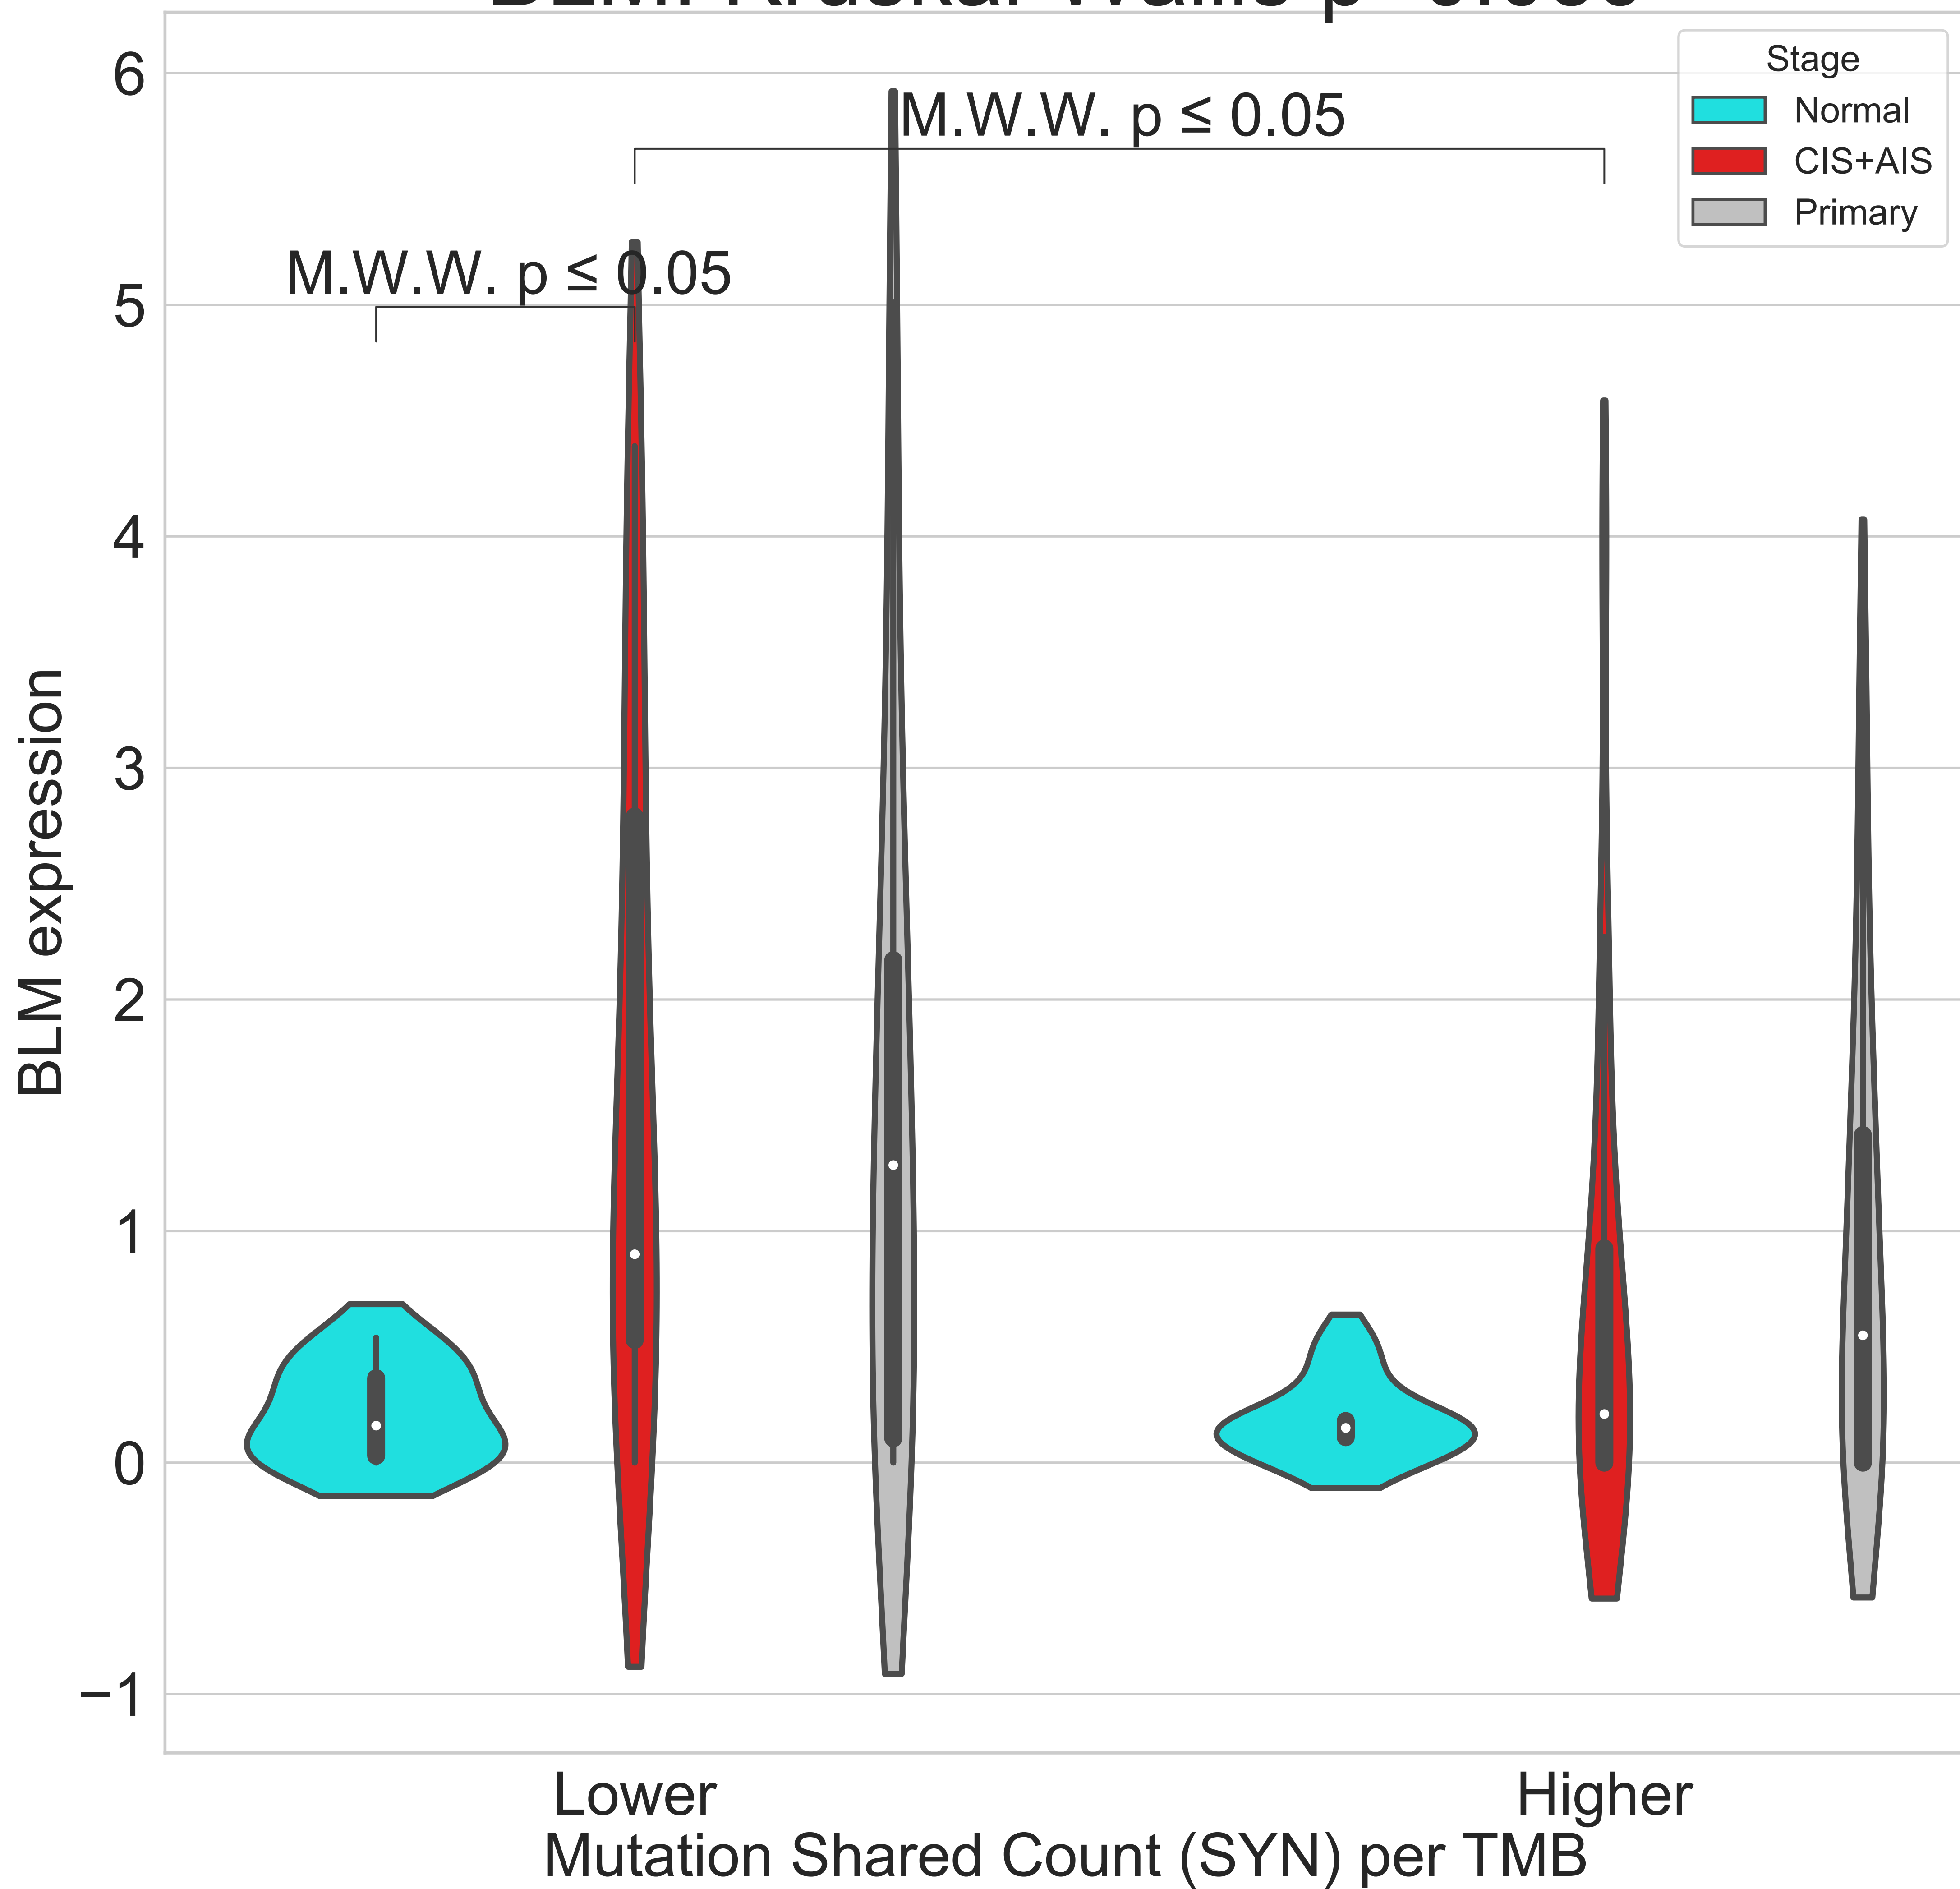 6
5
4
3
2
1
0
−1
BLM expression
M.W.W. p ≤ 0.05
M.W.W. p ≤ 0.05
Stage
Normal
CIS+AIS
Primary
Lower
Higher
Mutation Shared Count (SYN) per TMB